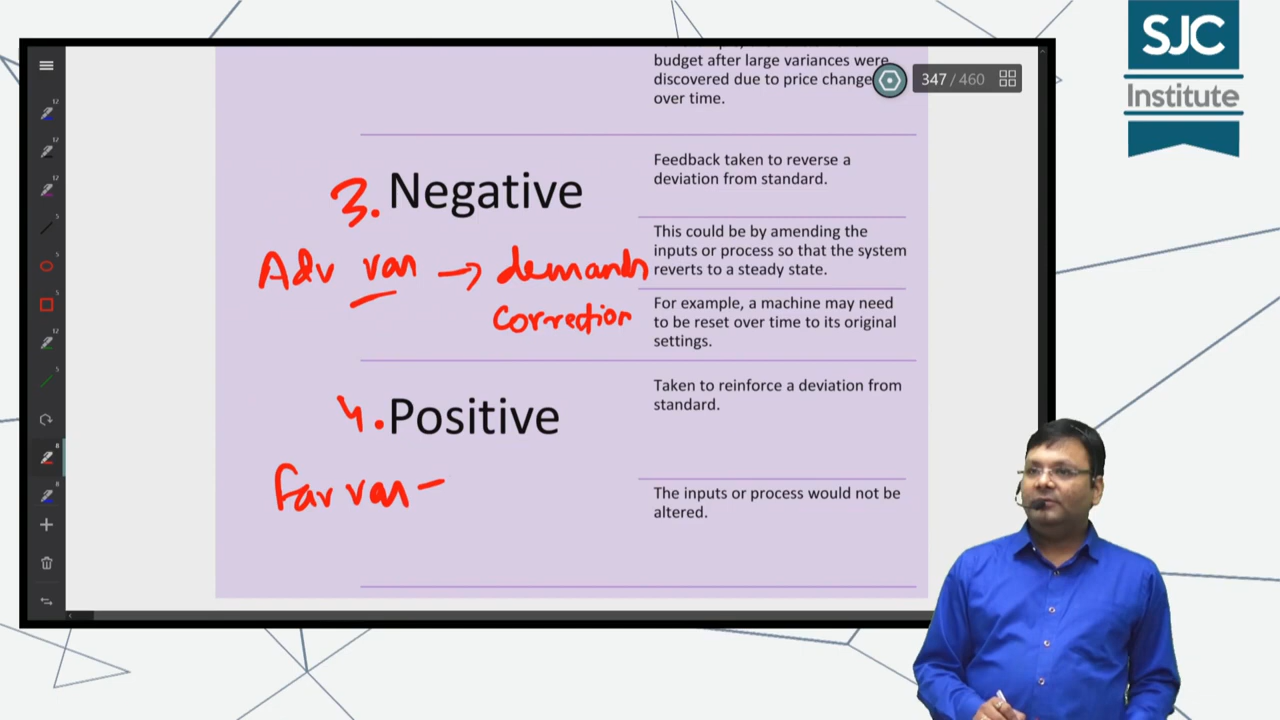 SJC
Institute
347 / 460
budget after large variances were
discovered due to price change
over time.
3. Negative
Feedback taken to reverse a
deviation from standard.
This could be by amending the
inputs or process so that the system
reverts to a steady state.
Adv var → demands
correction
For example, a machine may need
to be reset over time to its original
settings.
4. Positive
Taken to reinforce a deviation from
standard.
Fav var –
The inputs or process would not be
altered.